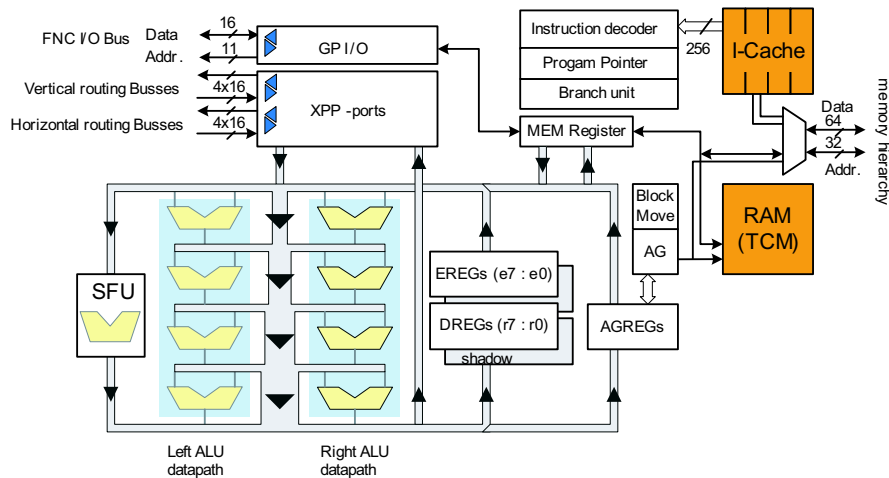 FNC I/O Bus
Data
16
Addr.
11
GP I/O
Vertical routing Busses
4x16
Horizontal routing Busses
4x16
XPP -ports
Instruction decoder
Progam Pointer
Branch unit
256
I-Cache
MEM Register
Data
64
32
Addr.
memory hierarchy
Block
Move
AG
RAM
(TCM)
SFU
EREGs (e7 : e0)
DREGs (r7 : r0)
shadow
AGREGs
Left ALU
datapath
Right ALU
datapath